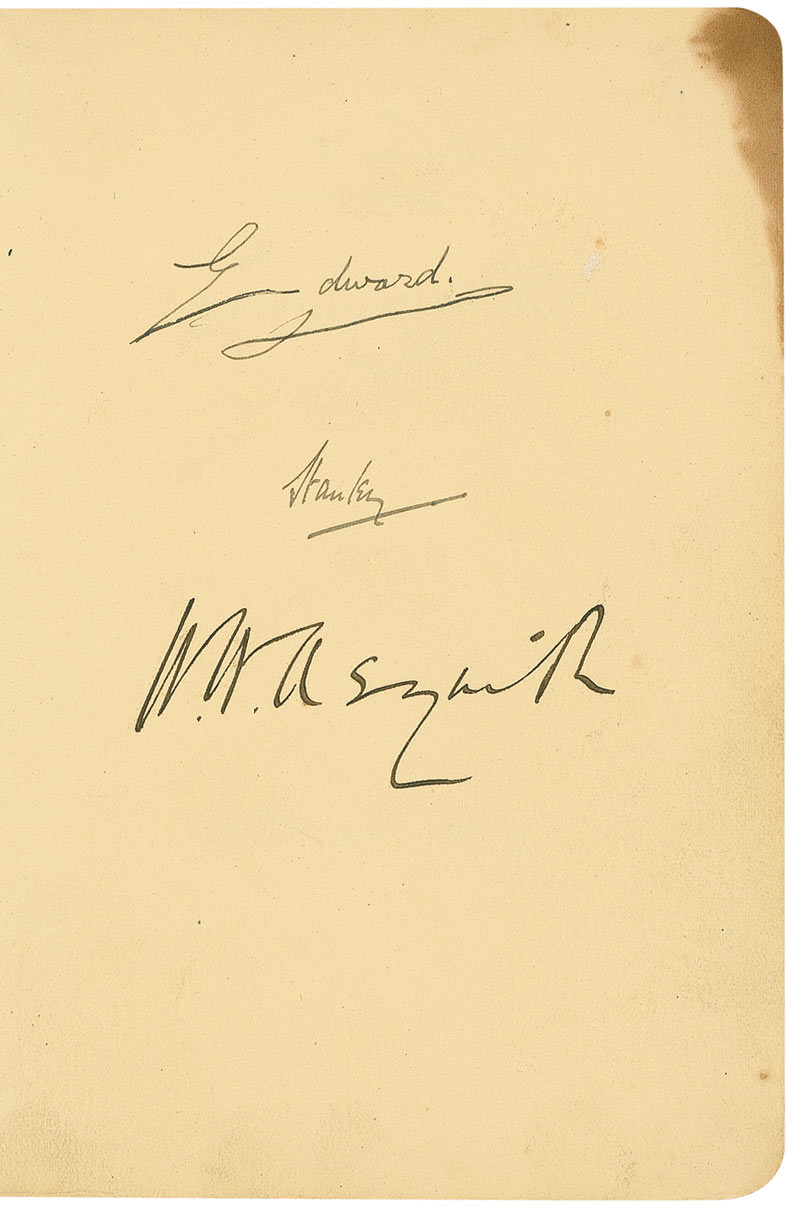 Edward.
Stanley
H. H. Asquith